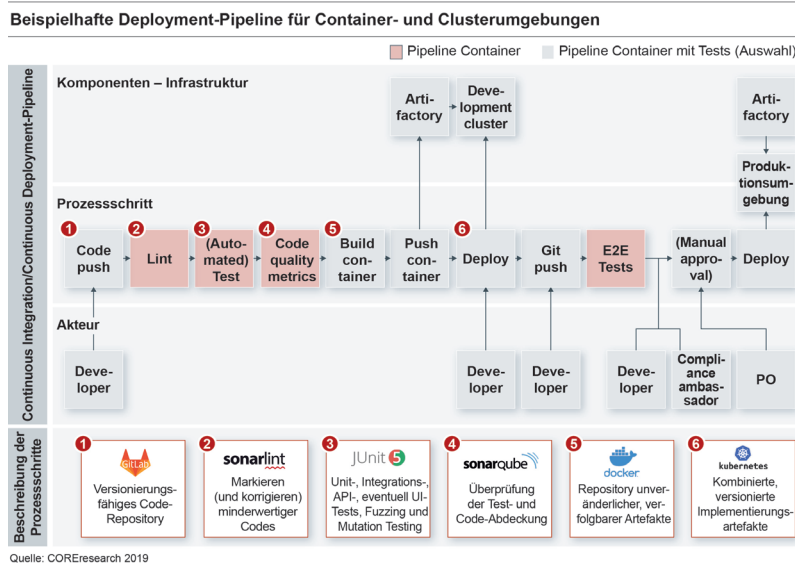 Beispielhafte Deployment-Pipeline für Container- und Clusterumgebungen
Pipeline Container
Pipeline Container mit Tests (Auswahl)
Continuous Integration/Continuous Deployment-Pipeline
Komponenten – Infrastruktur
Arti-
factory
Deve-
lopment
cluster
Arti-
factory
Produk-
tionsum-
gebung
Prozessschritt
1
Code
push
2
Lint
3
(Auto-
mated)
Test
4
Code
quality
metrics
5
Build
con-
tainer
Push
con-
tainer
6
Deploy
Git
push
E2E
Tests
(Manual
appro-
val)
Deploy
Akteur
Deve-
loper
Deve-
loper
Deve-
loper
Deve-
loper
Compli-
ance
ambas-
sador
PO
Beschreibung der
Prozessschritte
1
GitLab
Versionierungs-
fähiges Code-
Repository
2
sonarlint
Markieren
(und korrigieren)
minderwertiger
Codes
3
JUnit 5
Unit-, Integrations-,
API-, eventuell UI-
Tests, Fuzzing und
Mutation Testing
4
sonarqube
Überprüfung
der Test- und
Code-Abdeckung
5
docker
Repository unver-
änderlicher, ver-
folgbarer Artefakte
6
kubernetes
Kombinierte,
versionierte
Implementierungs-
artefakte
Quelle: COREresearch 2019